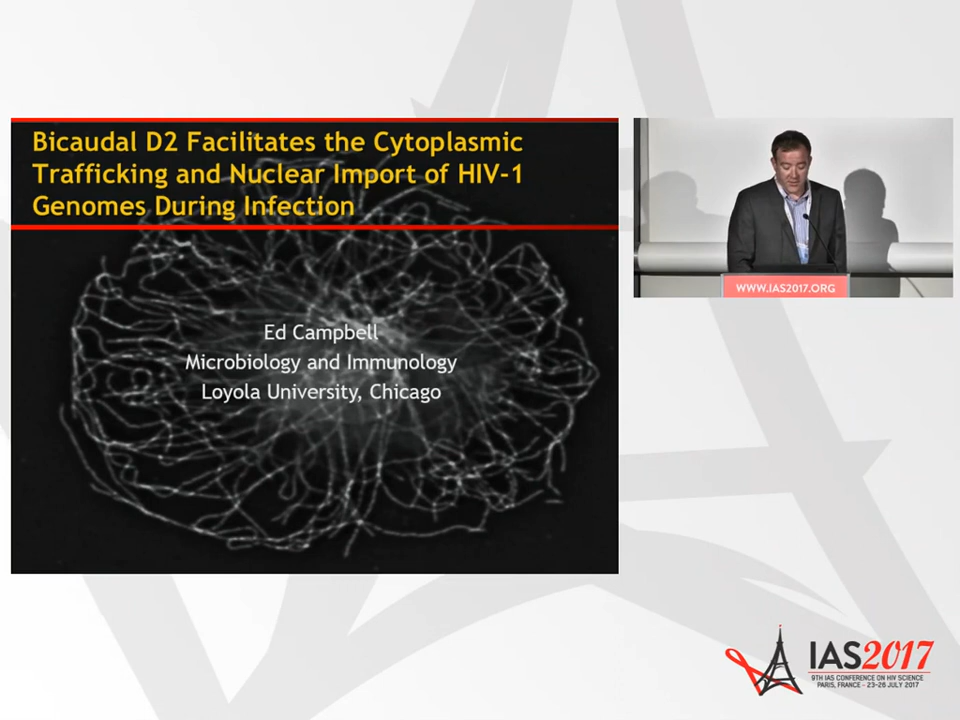 Bicaudal D2 Facilitates the Cytoplasmic
Trafficking and Nuclear Import of HIV-1
Genomes During Infection
Ed Campbell
Microbiology and Immunology
Loyola University, Chicago
WWW.IAS2017.ORG
IAS2017
9TH IAS CONFERENCE ON HIV SCIENCE
PARIS, FRANCE - 23-26 JULY 2017